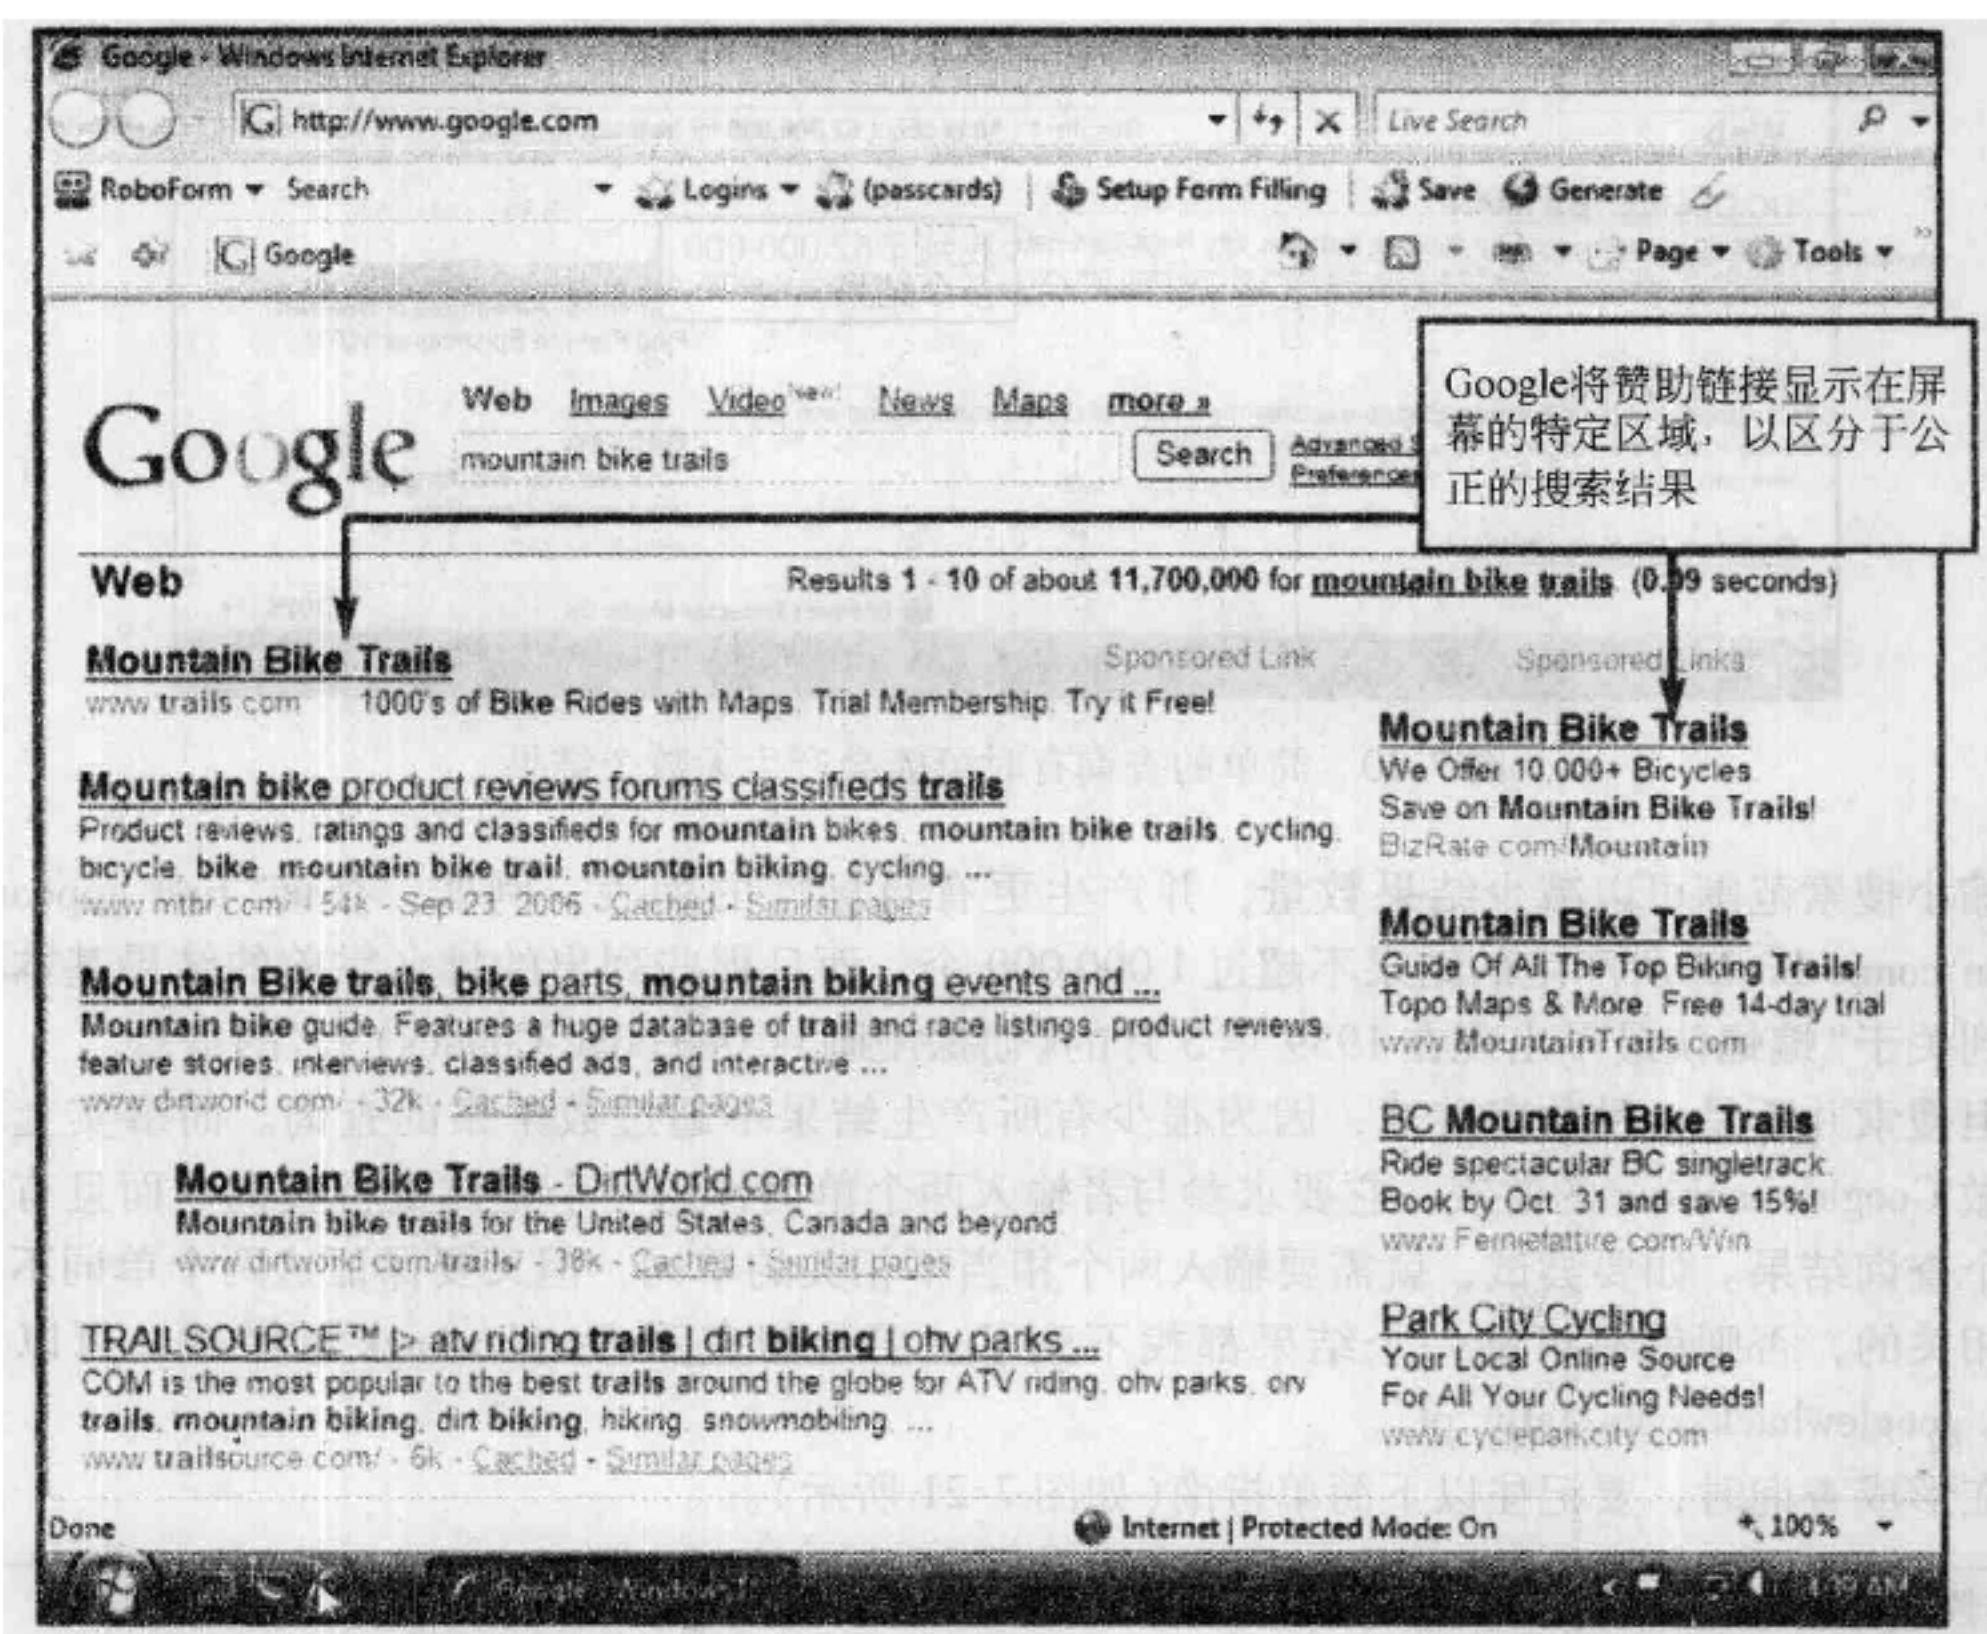 Google - Windows Internet Explorer
http://www.google.com
Live Search
RoboForm Search Logins (passcards) Setup Form Filling Save Generate
Google Page Tools
Google
Web Images Video New! News Maps more »
mountain bike trails Search
Advanced S
Preferences
Google将赞助链接显示在屏
幕的特定区域，以区分于公
正的搜索结果
Web Results 1 - 10 of about 11,700,000 for mountain bike trails. (0.09 seconds)
Mountain Bike Trails Sponsored Link
www.trails.com 1000's of Bike Rides with Maps. Trial Membership. Try it Free!
Mountain bike product reviews forums classifieds trails
Product reviews, ratings and classifieds for mountain bikes, mountain bike trails, cycling,
bicycle, bike, mountain bike trail, mountain biking, cycling, ...
www.mtbr.com/ - 54k - Sep 23, 2006 - Cached - Similar pages
Mountain Bike trails, bike parts, mountain biking events and ...
Mountain bike guide. Features a huge database of trail and race listings, product reviews,
feature stories, interviews, classified ads, and interactive ...
www.dirtworld.com/ - 32k - Cached - Similar pages
Mountain Bike Trails - DirtWorld.com
Mountain bike trails for the United States, Canada and beyond.
www.dirtworld.com/trails/ - 38k - Cached - Similar pages
TRAILSOURCE™ |> atv riding trails | dirt biking | ohv parks ...
COM is the most popular to the best trails around the globe for ATV riding, ohv parks, orv
trails, mountain biking, dirt biking, hiking, snowmobiling, ...
www.trailsource.com/ - 6k - Cached - Similar pages
Sponsored Links
Mountain Bike Trails
We Offer 10,000+ Bicycles
Save on Mountain Bike Trails!
BizRate.com/Mountain
Mountain Bike Trails
Guide Of All The Top Biking Trails!
Topo Maps & More. Free 14-day trial
www.MountainTrails.com
BC Mountain Bike Trails
Ride spectacular BC singletrack.
Book by Oct. 31 and save 15%!
www.Ferniefattire.com/Win
Park City Cycling
Your Local Online Source
For All Your Cycling Needs!
www.cycleparkcity.com
Done Internet | Protected Mode: On 100%
Google - Windows
4:39 AM